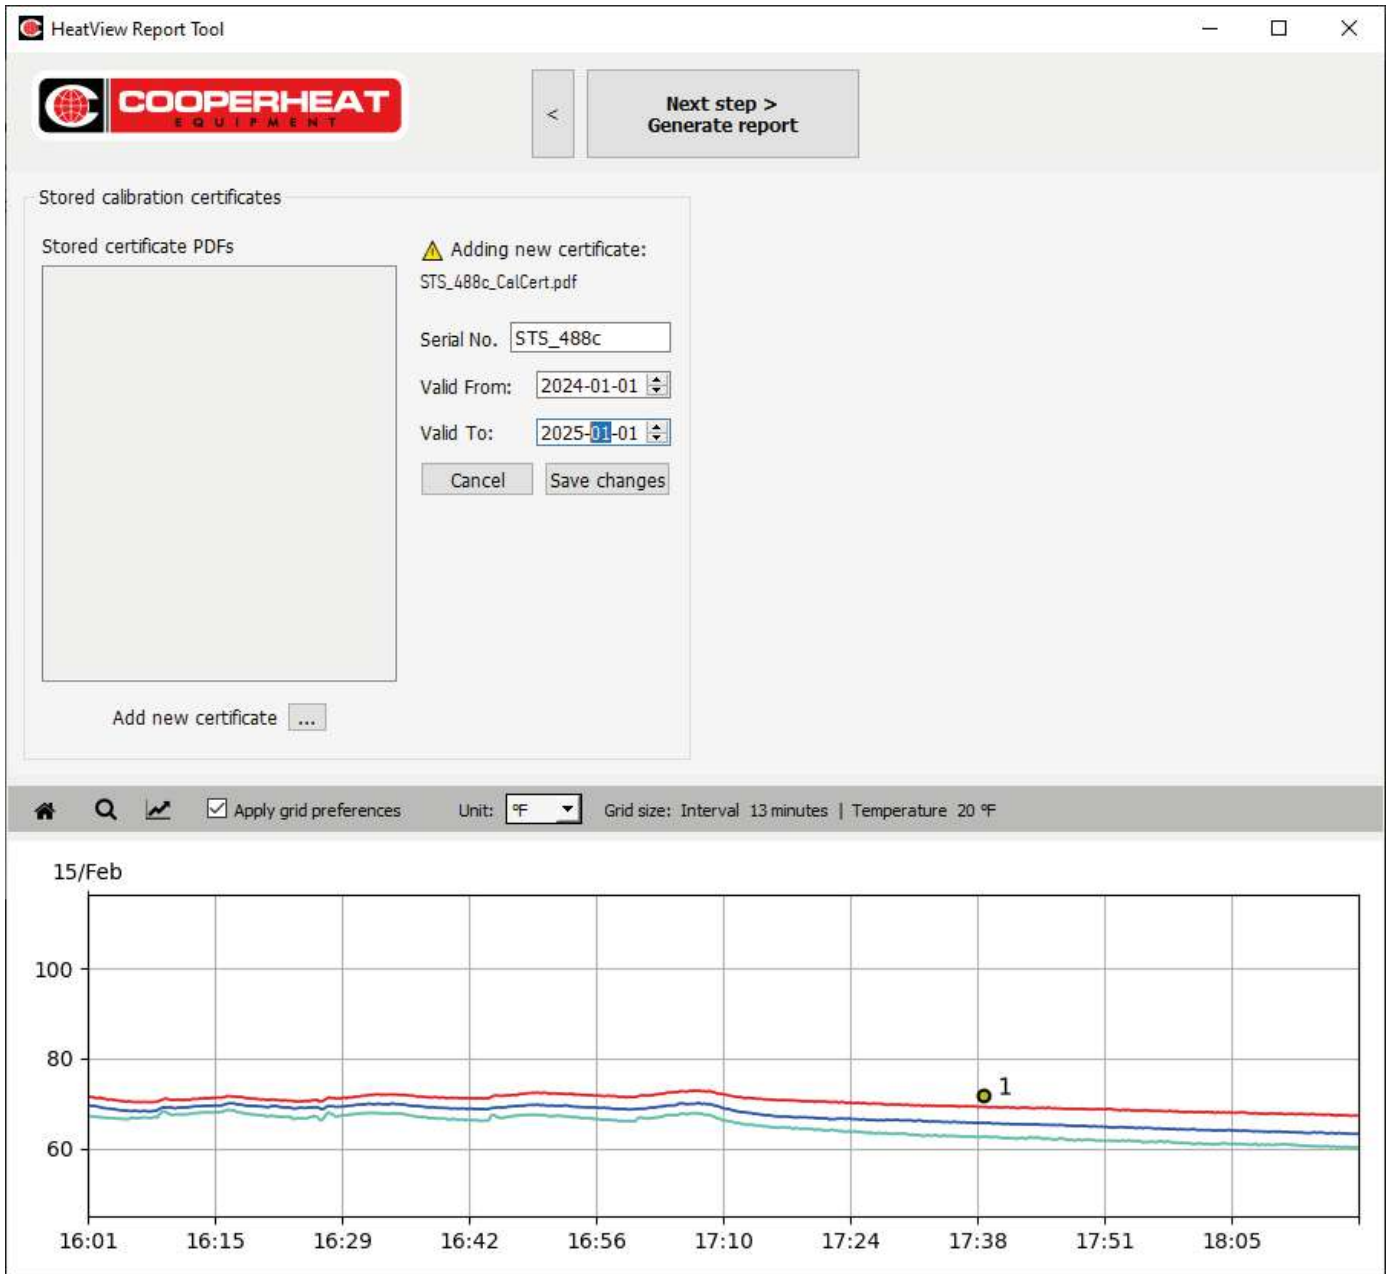 HeatView Report Tool
COOPERHEAT
EQUIPMENT
<
Next step >
Generate report
Stored calibration certificates
Stored certificate PDFs
Adding new certificate:
STS_488c_CalCert.pdf
Serial No. STS_488c
Valid From: 2024-01-01
Valid To: 2025-01-01
Cancel Save changes
Add new certificate ...
Apply grid preferences Unit: °F Grid size: Interval 13 minutes | Temperature 20 °F
15/Feb
100
80
1
60
16:01 16:15 16:29 16:42 16:56 17:10 17:24 17:38 17:51 18:05